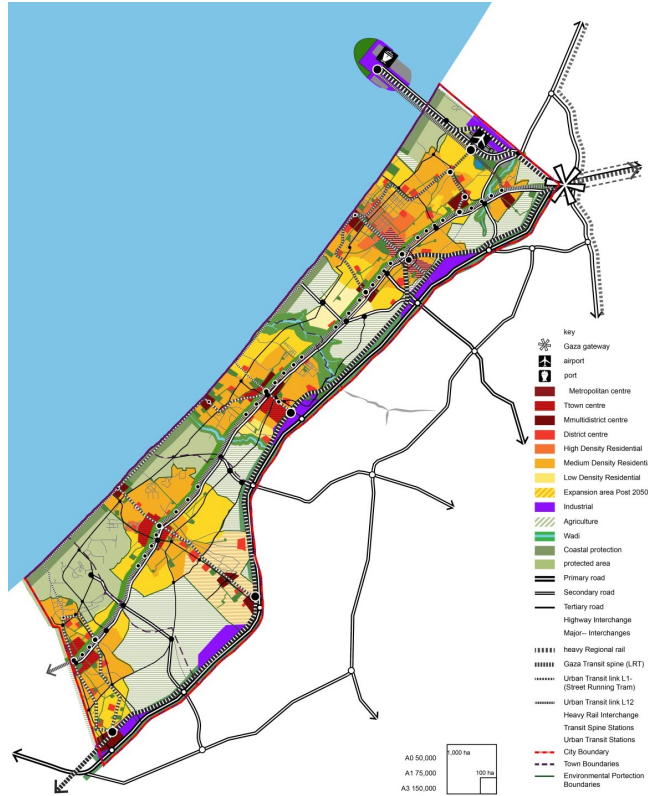 key
Gaza gateway
airport
port
Metropolitan centre
Ttown centre
Mmultidistrict centre
District centre
High Density Residential
Medium Density Residenti
Low Density Residential
Expansion area Post 2050
Industrial
Agriculture
Wadi
Coastal protection
protected area
Primary road
Secondary road
Tertiary road
Highway Interchange
Major-- Interchanges
heavy Regional rail
Gaza Transit spine (LRT)
Urban Transit link L1-
(Street Running Tram)
Urban Transit link L12
Heavy Rail Interchange
Transit Spine Stations
Urban Transit Stations
City Boundary
Town Boundaries
Environmental Portection
Boundaries
A0 50,000
A1 75,000
A3 150,000
1,000 ha
100 ha